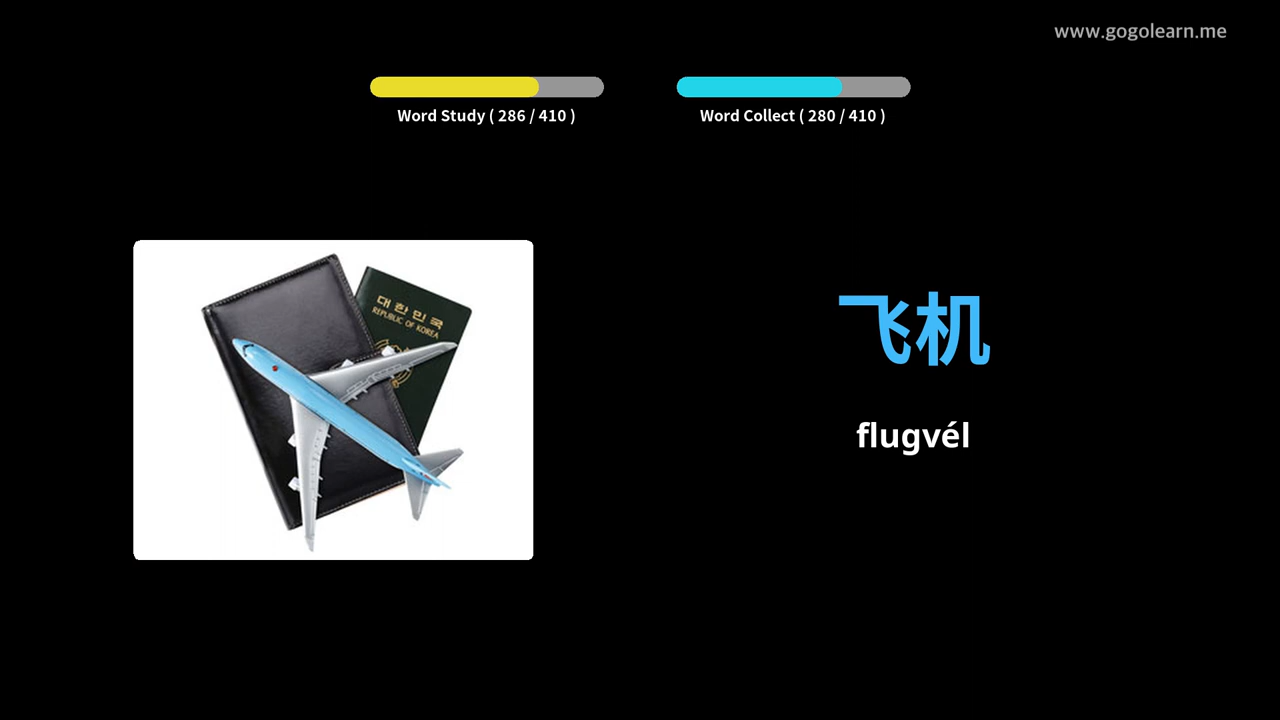 www.gogolearn.me
Word Study ( 286 / 410 )
Word Collect ( 280 / 410 )
대한민국
REPUBLIC OF KOREA
飞机
flugvél